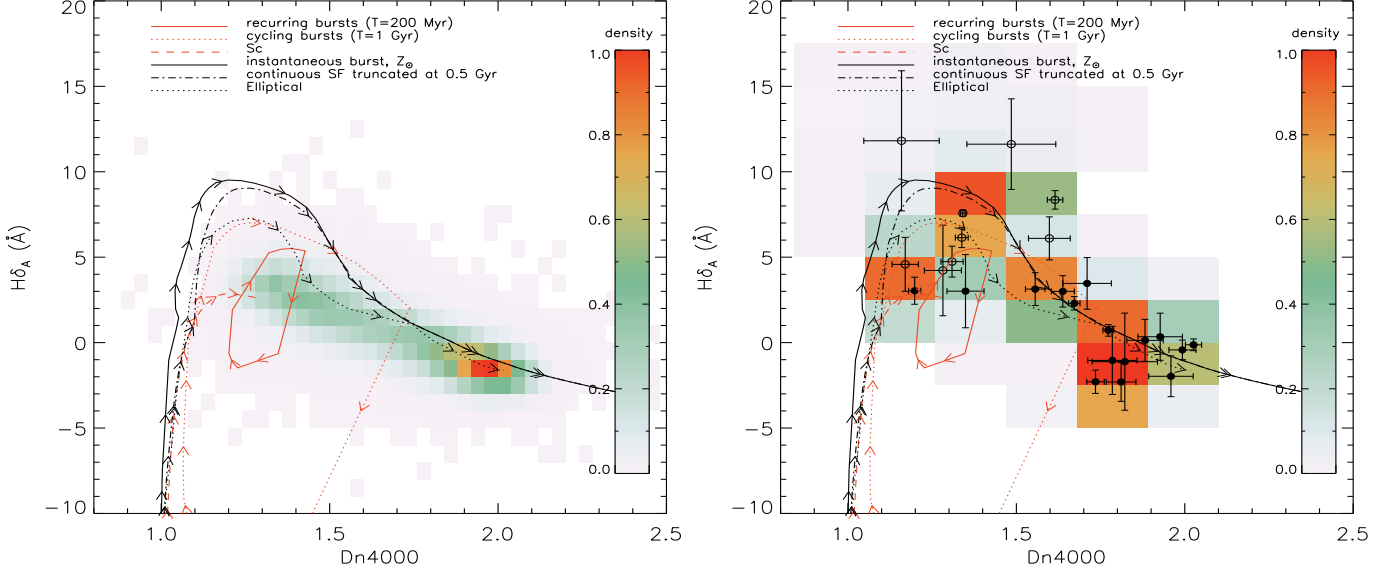 recurring bursts (T=200 Myr)
cycling bursts (T=1 Gyr)
Sc
instantaneous burst, Z⊙
continuous SF truncated at 0.5 Gyr
Elliptical
density
1.0
0.8
0.6
0.4
0.2
0.0
20
15
10
5
0
−5
−10
HδA (Å)
1.0
1.5
2.0
2.5
Dn4000
recurring bursts (T=200 Myr)
cycling bursts (T=1 Gyr)
Sc
instantaneous burst, Z⊙
continuous SF truncated at 0.5 Gyr
Elliptical
density
1.0
0.8
0.6
0.4
0.2
0.0
20
15
10
5
0
−5
−10
HδA (Å)
1.0
1.5
2.0
2.5
Dn4000